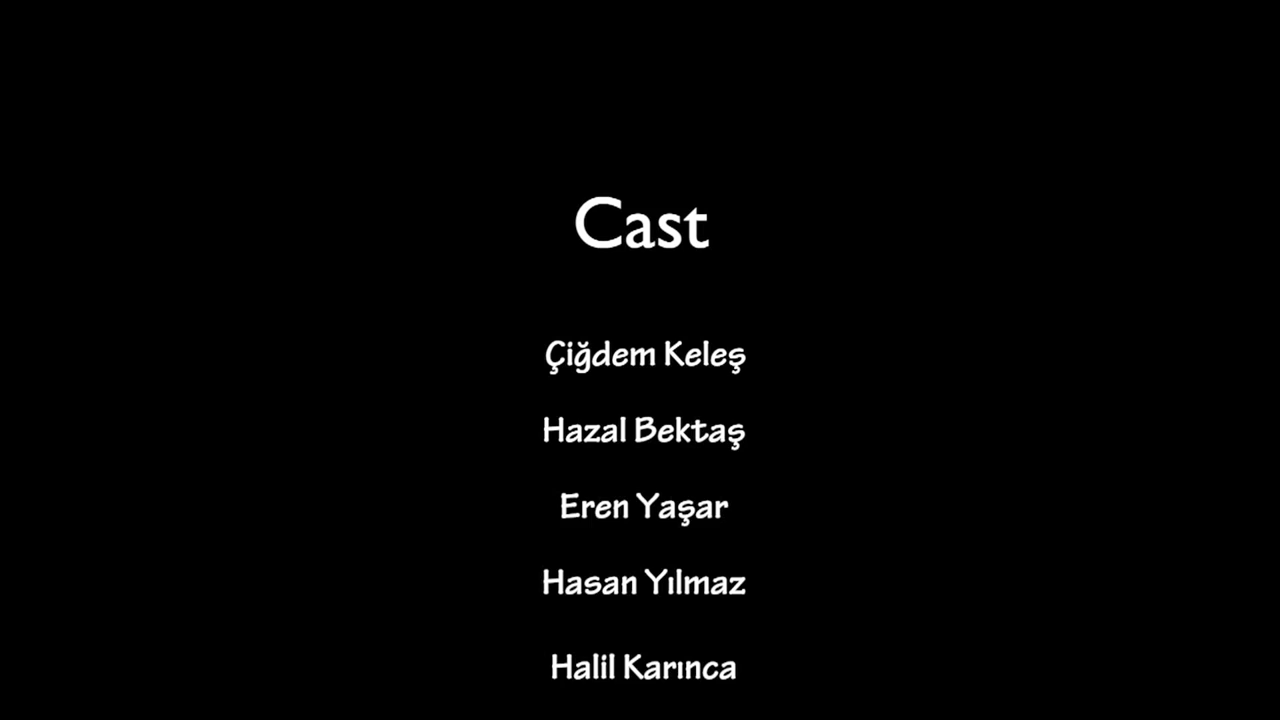 Cast
Çiğdem Keleş
Hazal Bektaş
Eren Yaşar
Hasan Yılmaz
Halil Karınca